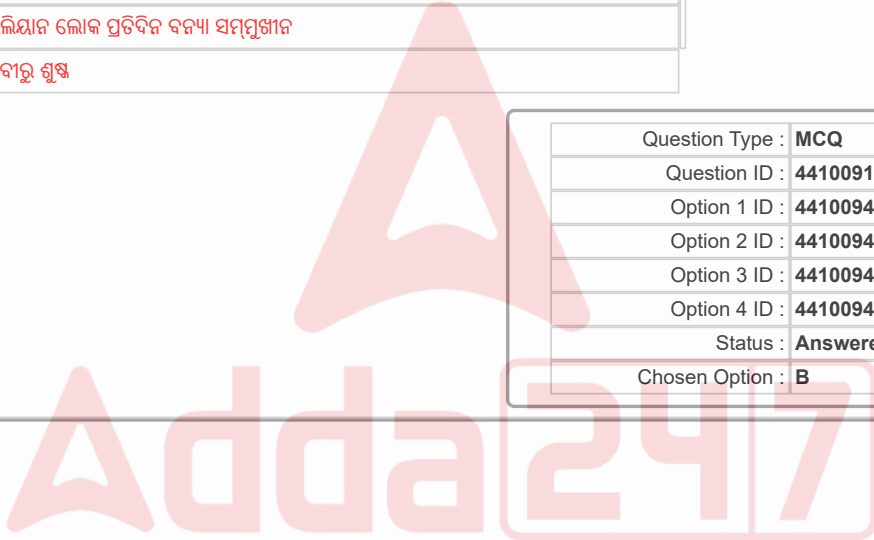 ଲିୟାନ ଲୋକ ପ୍ରତିଦିନ ବନ୍ୟା ସମ୍ମୁଖୀନ
ବୀରୁ ଶୁଷ୍କ
Question Type : MCQ
Question ID : 4410091
Option 1 ID : 4410094
Option 2 ID : 4410094
Option 3 ID : 4410094
Option 4 ID : 4410094
Status : Answere
Chosen Option : B
Adda247